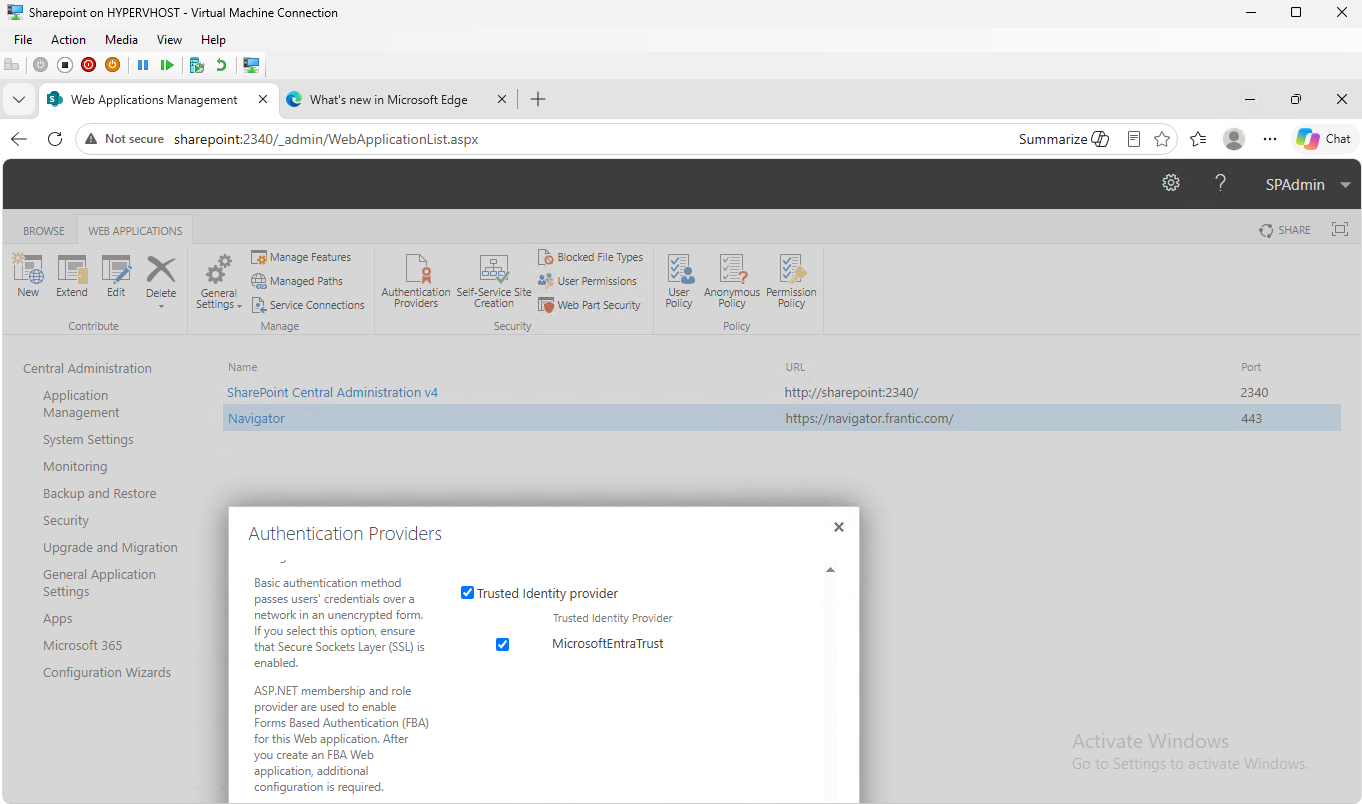 Sharepoint on HYPERVHOST - Virtual Machine Connection
File Action Media View Help
Web Applications Management
What's new in Microsoft Edge
Not secure sharepoint:2340/_admin/WebApplicationList.aspx
Summarize
Chat
SPAdmin
BROWSE
WEB APPLICATIONS
SHARE
New
Extend
Edit
Delete
Contribute
General
Settings
Manage Features
Managed Paths
Service Connections
Manage
Authentication
Providers
Self-Service Site
Creation
Blocked File Types
User Permissions
Web Part Security
Security
User
Policy
Anonymous
Policy
Permission
Policy
Policy
Central Administration
Application
Management
System Settings
Monitoring
Backup and Restore
Security
Upgrade and Migration
General Application
Settings
Apps
Microsoft 365
Configuration Wizards
Name URL Port
SharePoint Central Administration v4 http://sharepoint:2340/ 2340
Navigator https://navigator.frantic.com/ 443
Authentication Providers
Basic authentication method
passes users' credentials over a
network in an unencrypted form.
If you select this option, ensure
that Secure Sockets Layer (SSL) is
enabled.
ASP.NET membership and role
provider are used to enable
Forms Based Authentication (FBA)
for this Web application. After
you create an FBA Web
application, additional
configuration is required.
Trusted Identity provider
Trusted Identity Provider
MicrosoftEntraTrust
Activate Windows
Go to Settings to activate Windows.